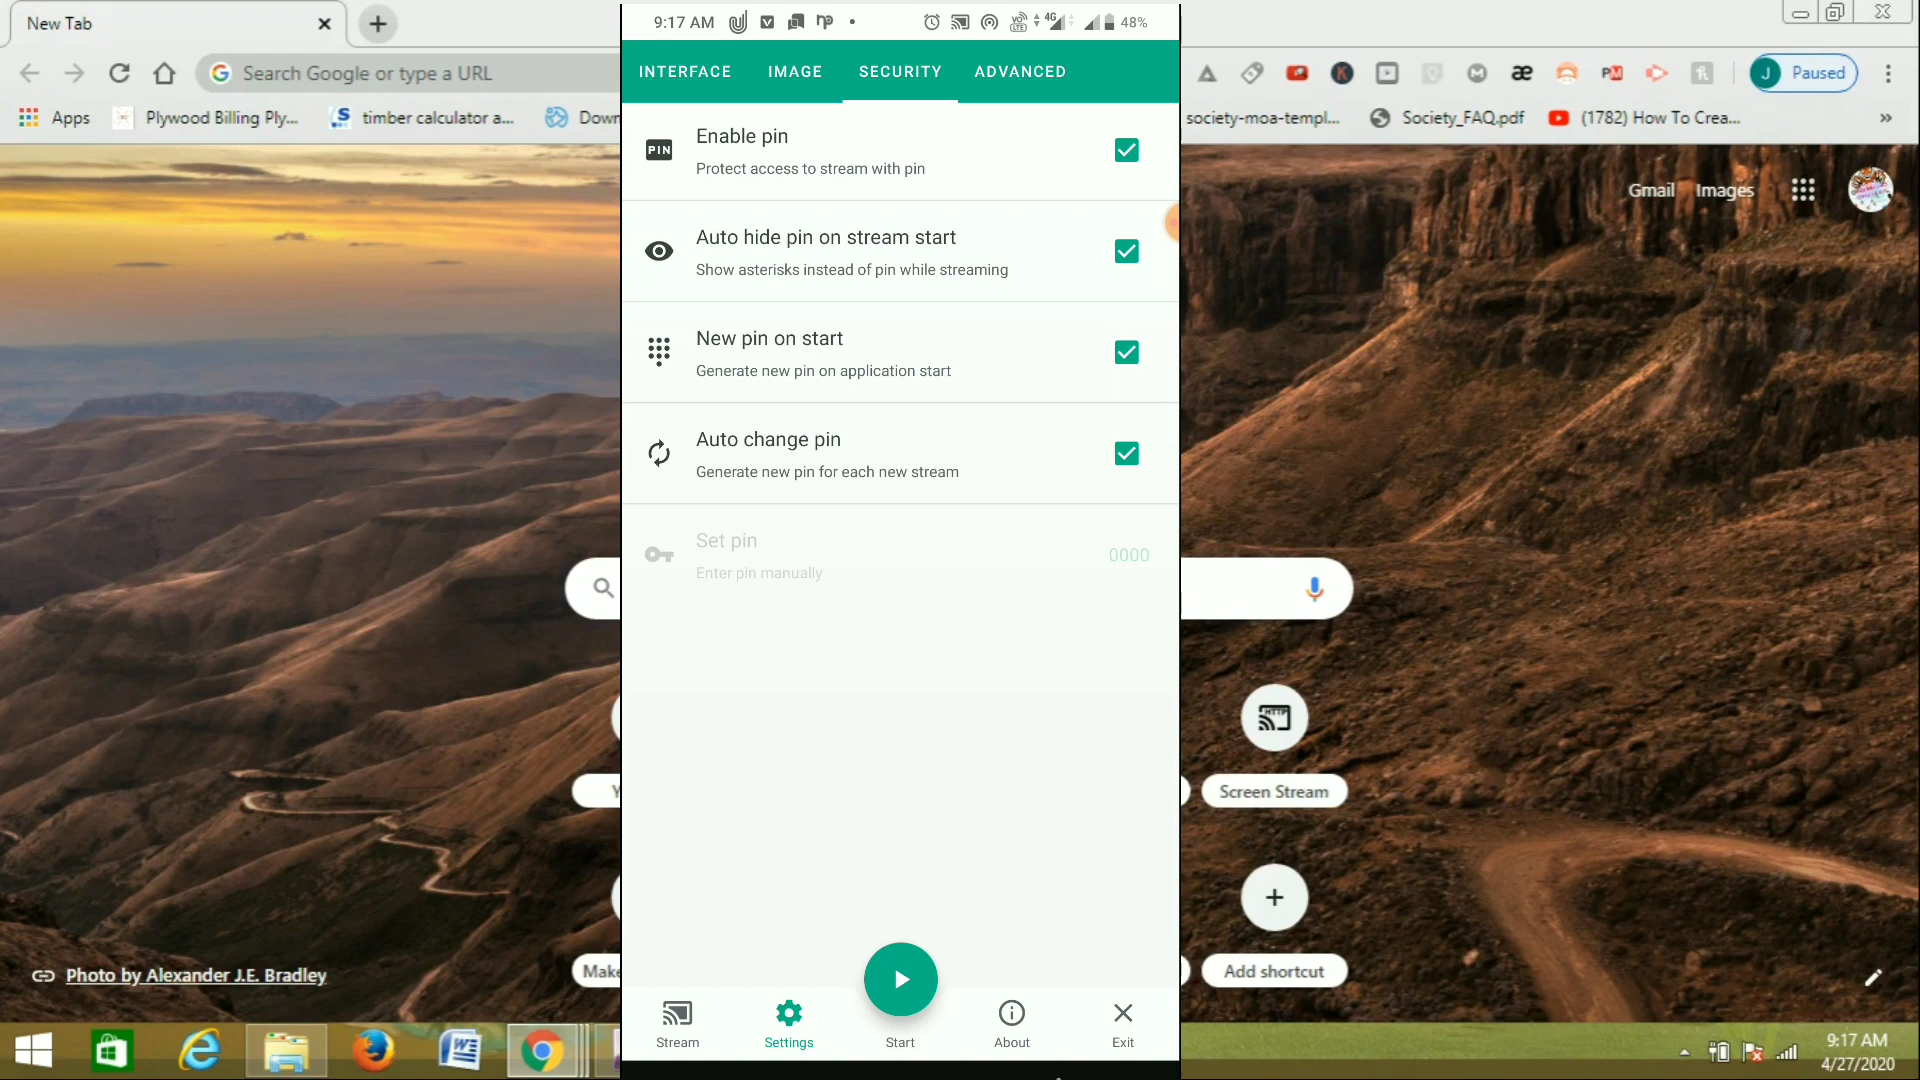 New Tab
Search Google or type a URL
Paused
Apps
Plywood Billing Ply...
timber calculator a...
society-moa-templ...
Society_FAQ.pdf
(1782) How To Crea...
Gmail
Images
9:17 AM
4G
48%
INTERFACE
IMAGE
SECURITY
ADVANCED
PIN
Enable pin
Protect access to stream with pin
Auto hide pin on stream start
Show asterisks instead of pin while streaming
New pin on start
Generate new pin on application start
Auto change pin
Generate new pin for each new stream
Set pin
Enter pin manually
0000
HTTP
Screen Stream
Add shortcut
Photo by Alexander J.E. Bradley
Stream
Settings
Start
About
Exit
9:17 AM
4/27/2020